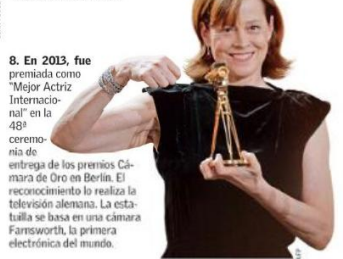 8. En 2013, fue
premiada como
"Mejor Actriz
Internacio-
nal" en la
48ª
ceremo-
nia de
entrega de los premios Cá-
mara de Oro en Berlín. El
reconocimiento lo realiza la
televisión alemana. La esta-
tuilla se basa en una cámara
Farnsworth, la primera
electrónica del mundo.